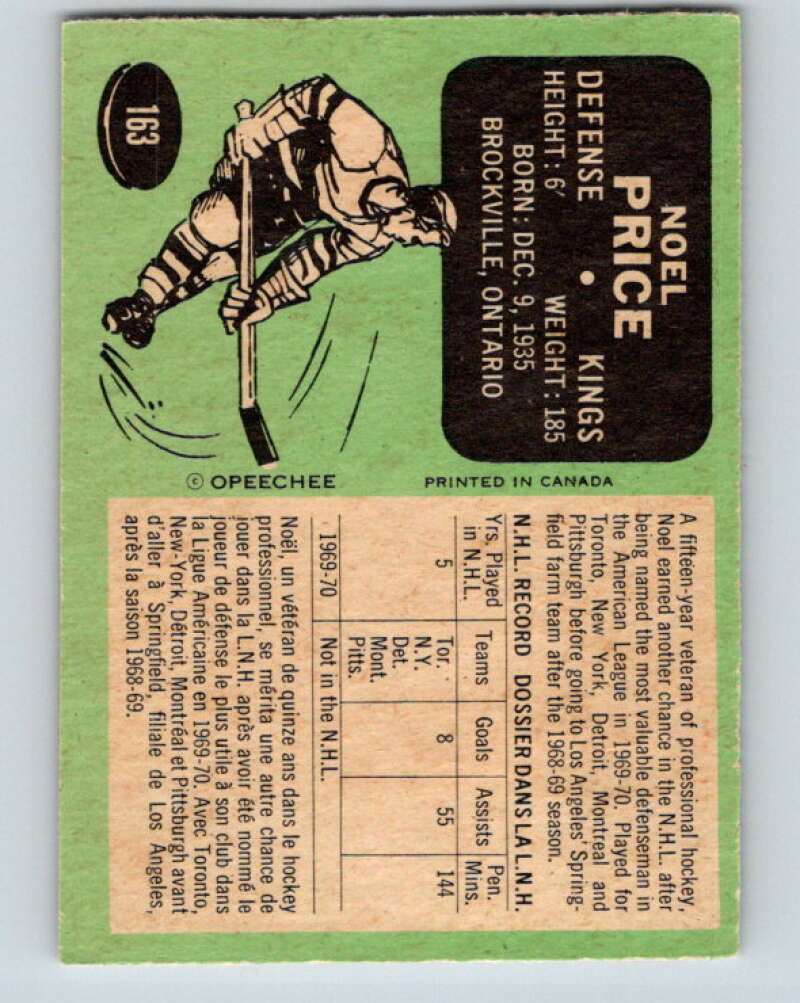 NOEL
PRICE
DEFENSE • KINGS
HEIGHT: 6' WEIGHT: 185
BORN: DEC. 9, 1935
BROCKVILLE, ONTARIO
163
© OPEECHEE
PRINTED IN CANADA
A fifteen-year veteran of professional hockey,
Noel earned another chance in the N.H.L. after
being named the most valuable defenseman in
the American League in 1969-70. Played for
Toronto, New York, Detroit, Montreal and
Pittsburgh before going to Los Angeles' Spring-
field farm team after the 1968-69 season.
N.H.L. RECORD DOSSIER DANS LA L.N.H.
Yrs. Played Teams Goals Assists Pen.
in N.H.L. Mins.
5 Tor. 8 55 144
N.Y.
Det.
Mont.
Pitts.
1969-70 Not in the N.H.L.
Noël, un vétéran de quinze ans dans le hockey
professionnel, se mérita une autre chance de
jouer dans la L.N.H. après avoir été nommé le
joueur de défense le plus utile à son club dans
la Ligue Américaine en 1969-70. Avec Toronto,
New-York, Détroit, Montréal et Pittsburgh avant
d'aller à Springfield, filiale de Los Angeles,
après la saison 1968-69.